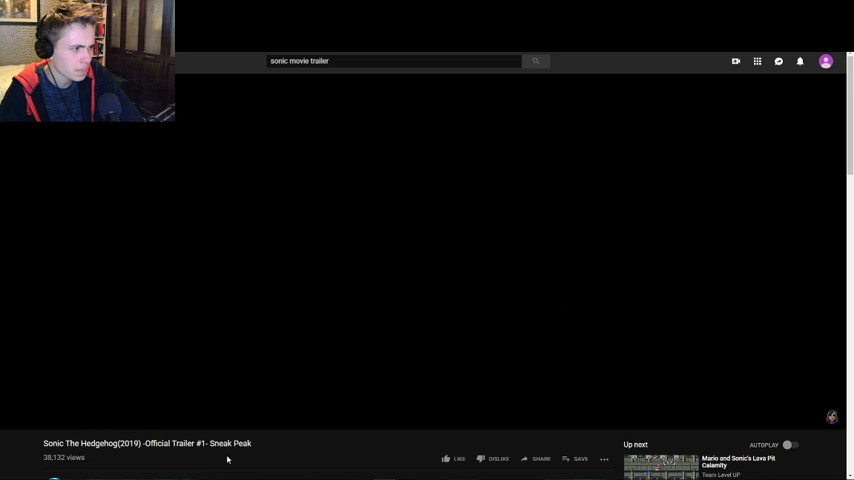 sonic movie trailer
Sonic The Hedgehog(2019) -Official Trailer #1- Sneak Peak
38,132 views
LIKE
DISLIKE
SHARE
SAVE
Up next
AUTOPLAY
Mario and Sonic's Lava Pit
Calamity
Team Level UP